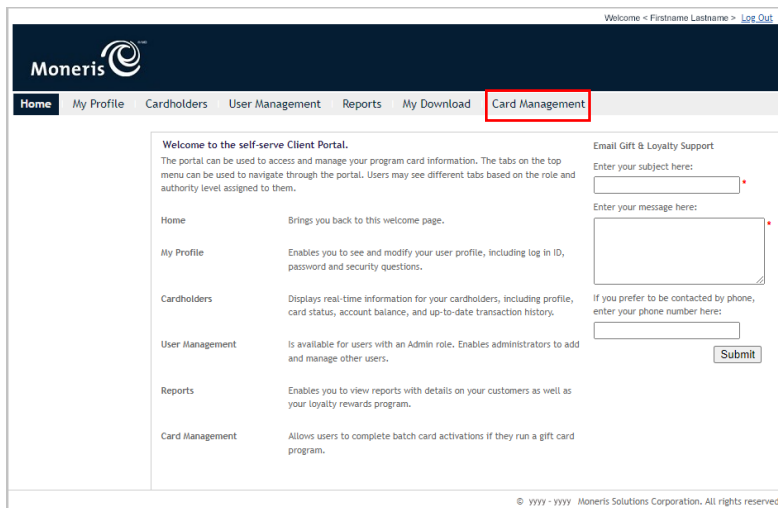 Welcome < Firstname Lastname > Log Out
Moneris
Home My Profile Cardholders User Management Reports My Download Card Management
Welcome to the self-serve Client Portal.
The portal can be used to access and manage your program card information. The tabs on the top
menu can be used to navigate through the portal. Users may see different tabs based on the role and
authority level assigned to them.
Home Brings you back to this welcome page.
My Profile Enables you to see and modify your user profile, including log in ID,
password and security questions.
Cardholders Displays real-time information for your cardholders, including profile,
card status, account balance, and up-to-date transaction history.
User Management Is available for users with an Admin role. Enables administrators to add
and manage other users.
Reports Enables you to view reports with details on your customers as well as
your loyalty rewards program.
Card Management Allows users to complete batch card activations if they run a gift card
program.
Email Gift & Loyalty Support
Enter your subject here:
*
Enter your message here:
*
If you prefer to be contacted by phone,
enter your phone number here:
Submit
© yyyy - yyyy Moneris Solutions Corporation. All rights reserved